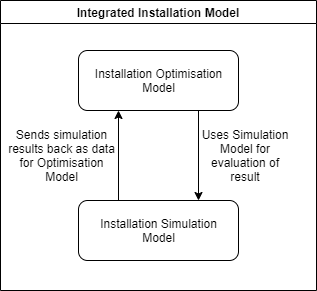 Integrated Installation Model
Installation Optimisation
Model
Sends simulation
results back as data
for Optimisation
Model
Uses Simulation
Model for
evaluation of
result
Installation Simulation
Model